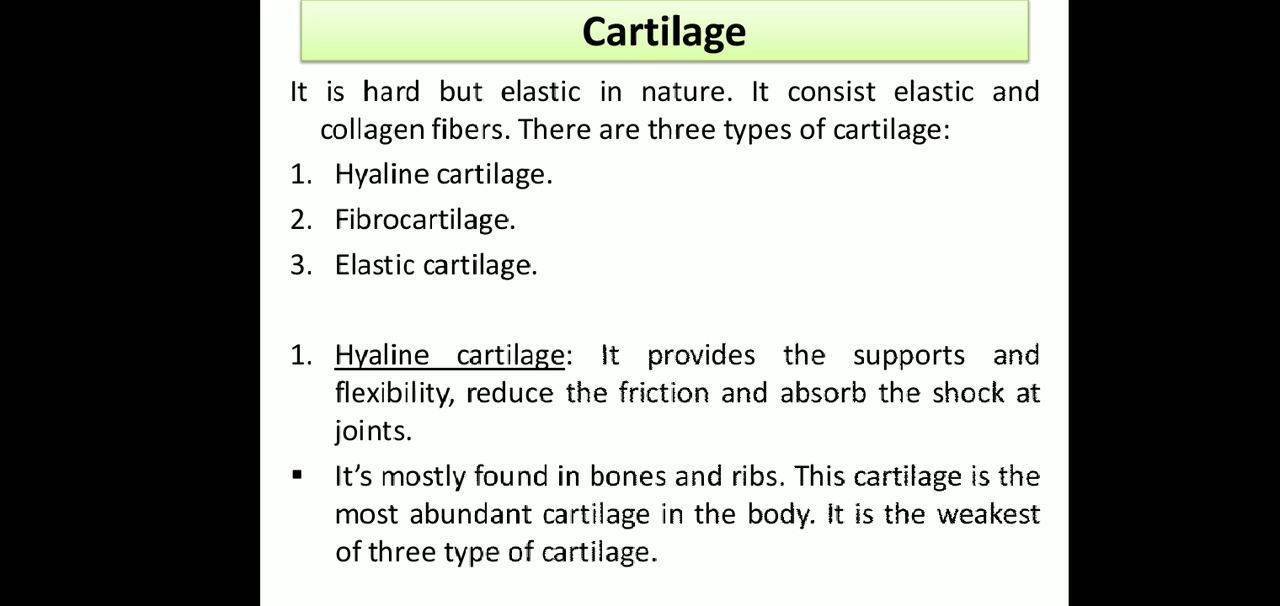 Cartilage
It is hard but elastic in nature. It consist elastic and
collagen fibers. There are three types of cartilage:
1. Hyaline cartilage.
2. Fibrocartilage.
3. Elastic cartilage.
1. Hyaline cartilage: It provides the supports and
flexibility, reduce the friction and absorb the shock at
joints.
▪ It’s mostly found in bones and ribs. This cartilage is the
most abundant cartilage in the body. It is the weakest
of three type of cartilage.